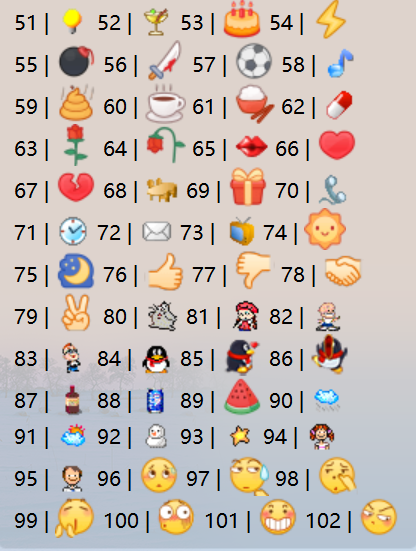 51 | 52 | 53 | 54 |
55 | 56 | 57 | 58 |
59 | 60 | 61 | 62 |
63 | 64 | 65 | 66 |
67 | 68 | 69 | 70 |
71 | 72 | 73 | 74 |
75 | 76 | 77 | 78 |
79 | 80 | 81 | 82 |
83 | 84 | 85 | 86 |
87 | 88 | 89 | 90 |
91 | 92 | 93 | 94 |
95 | 96 | 97 | 98 |
99 | 100 | 101 | 102 |